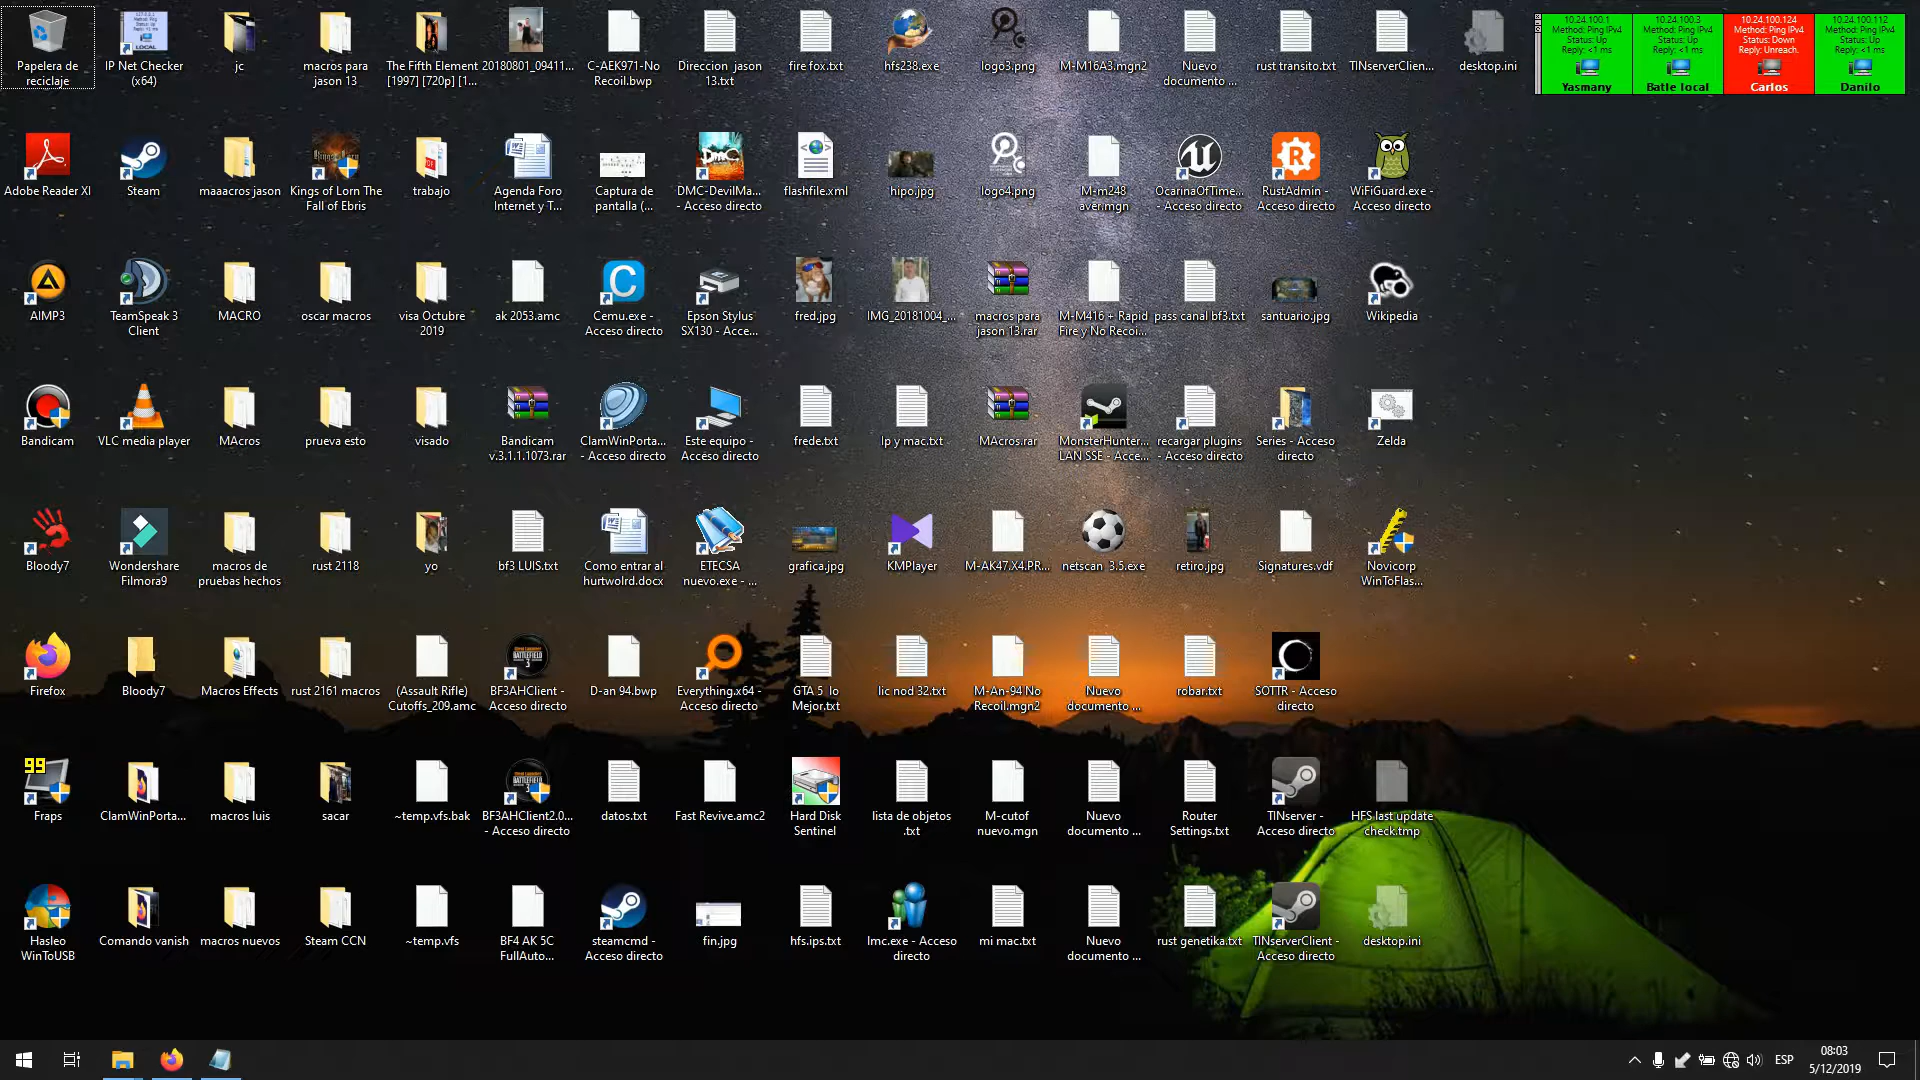 Papelera de
reciclaje
IP Net Checker
(x64)
jc
macros para
jason 13
The Fifth Element
[1997] [720p] [1...
20180801_09411...
C-AEK971-No
Recoil.bwp
Direccion jason
13.txt
fire fox.txt
hfs238.exe
logo3.png
M-M16A3.mgn2
Nuevo
documento ...
rust transito.txt
TINserverClien...
desktop.ini
10.24.100.1
Method: Ping IPv4
Status: Up
Reply: <1 ms
Yasmany
10.24.100.3
Method: Ping IPv4
Status: Up
Reply: <1 ms
Batle local
10.24.100.124
Method: Ping IPv4
Status: Down
Reply: Unreach.
Carlos
10.24.100.112
Method: Ping IPv4
Status: Up
Reply: <1 ms
Danilo
Adobe Reader XI
Steam
maaacros jason
Kings of Lorn The
Fall of Ebris
trabajo
Agenda Foro
Internet y T...
Captura de
pantalla (...
DMC-DevilMa...
- Acceso directo
flashfile.xml
hipo.jpg
logo4.png
M-m248
aver.mgn
OcarinaOfTime...
- Acceso directo
RustAdmin -
Acceso directo
WiFiGuard.exe -
Acceso directo
AIMP3
TeamSpeak 3
Client
MACRO
oscar macros
visa Octubre
2019
ak 2053.amc
Cemu.exe -
Acceso directo
Epson Stylus
SX130 - Acce...
fred.jpg
IMG_20181004_...
macros para
jason 13.rar
M-M416 + Rapid
Fire y No Recoi...
pass canal bf3.txt
santuario.jpg
Wikipedia
Bandicam
VLC media player
MAcros
prueva esto
visado
Bandicam
v.3.1.1.1073.rar
ClamWinPorta...
- Acceso directo
Este equipo -
Acceso directo
frede.txt
Ip y mac.txt
MAcros.rar
MonsterHunter...
LAN SSE - Acce...
recargar plugins
- Acceso directo
Series - Acceso
directo
Zelda
Bloody7
Wondershare
Filmora9
macros de
pruebas hechos
rust 2118
yo
bf3 LUIS.txt
Como entrar al
hurtwolrd.docx
ETECSA
nuevo.exe - ...
grafica.jpg
KMPlayer
M-AK47.X4.PR...
netscan 3.5.exe
retiro.jpg
Signatures.vdf
Novicorp
WinToFlas...
Firefox
Bloody7
Macros Effects
rust 2161 macros
(Assault Rifle)
Cutoffs_209.amc
BF3AHClient -
Acceso directo
D-an 94.bwp
Everything.x64 -
Acceso directo
GTA 5 lo
Mejor.txt
lic nod 32.txt
M-An-94 No
Recoil.mgn2
Nuevo
documento ...
robar.txt
SOTTR - Acceso
directo
99
Fraps
ClamWinPorta...
macros luis
sacar
~temp.vfs.bak
BF3AHClient2.0...
- Acceso directo
datos.txt
Fast Revive.amc2
Hard Disk
Sentinel
lista de objetos
.txt
M-cutof
nuevo.mgn
Nuevo
documento ...
Router
Settings.txt
TINserver -
Acceso directo
HFS last update
check.tmp
Hasleo
WinToUSB
Comando vanish
macros nuevos
Steam CCN
~temp.vfs
BF4 AK 5C
FullAuto...
steamcmd -
Acceso directo
fin.jpg
hfs.ips.txt
lmc.exe - Acceso
directo
mi mac.txt
Nuevo
documento ...
rust genetika.txt
TINserverClient -
Acceso directo
desktop.ini
ESP
08:03
5/12/2019